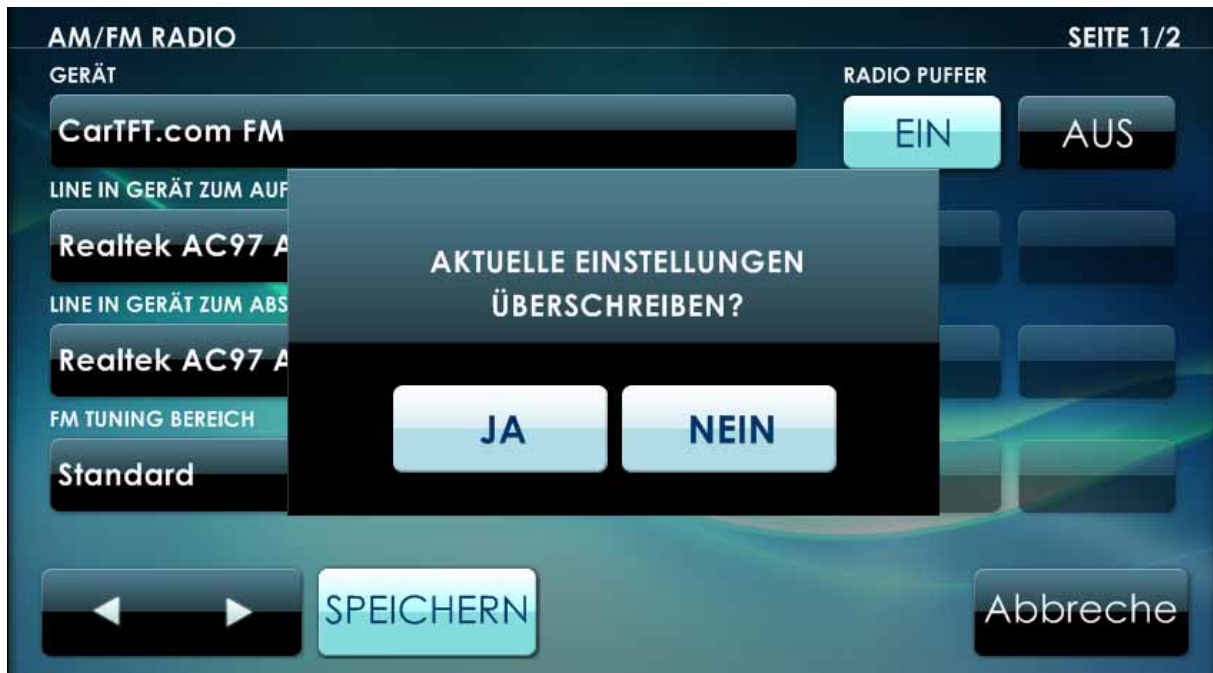 AM/FM RADIO
SEITE 1/2
GERÄT
RADIO PUFFER
CarTFT.com FM
EIN
AUS
LINE IN GERÄT ZUM AUF
Realtek AC97 A
AKTUELLE EINSTELLUNGEN
ÜBERSCHREIBEN?
LINE IN GERÄT ZUM ABS
Realtek AC97 A
JA
NEIN
FM TUNING BEREICH
Standard
SPEICHERN
Abbreche